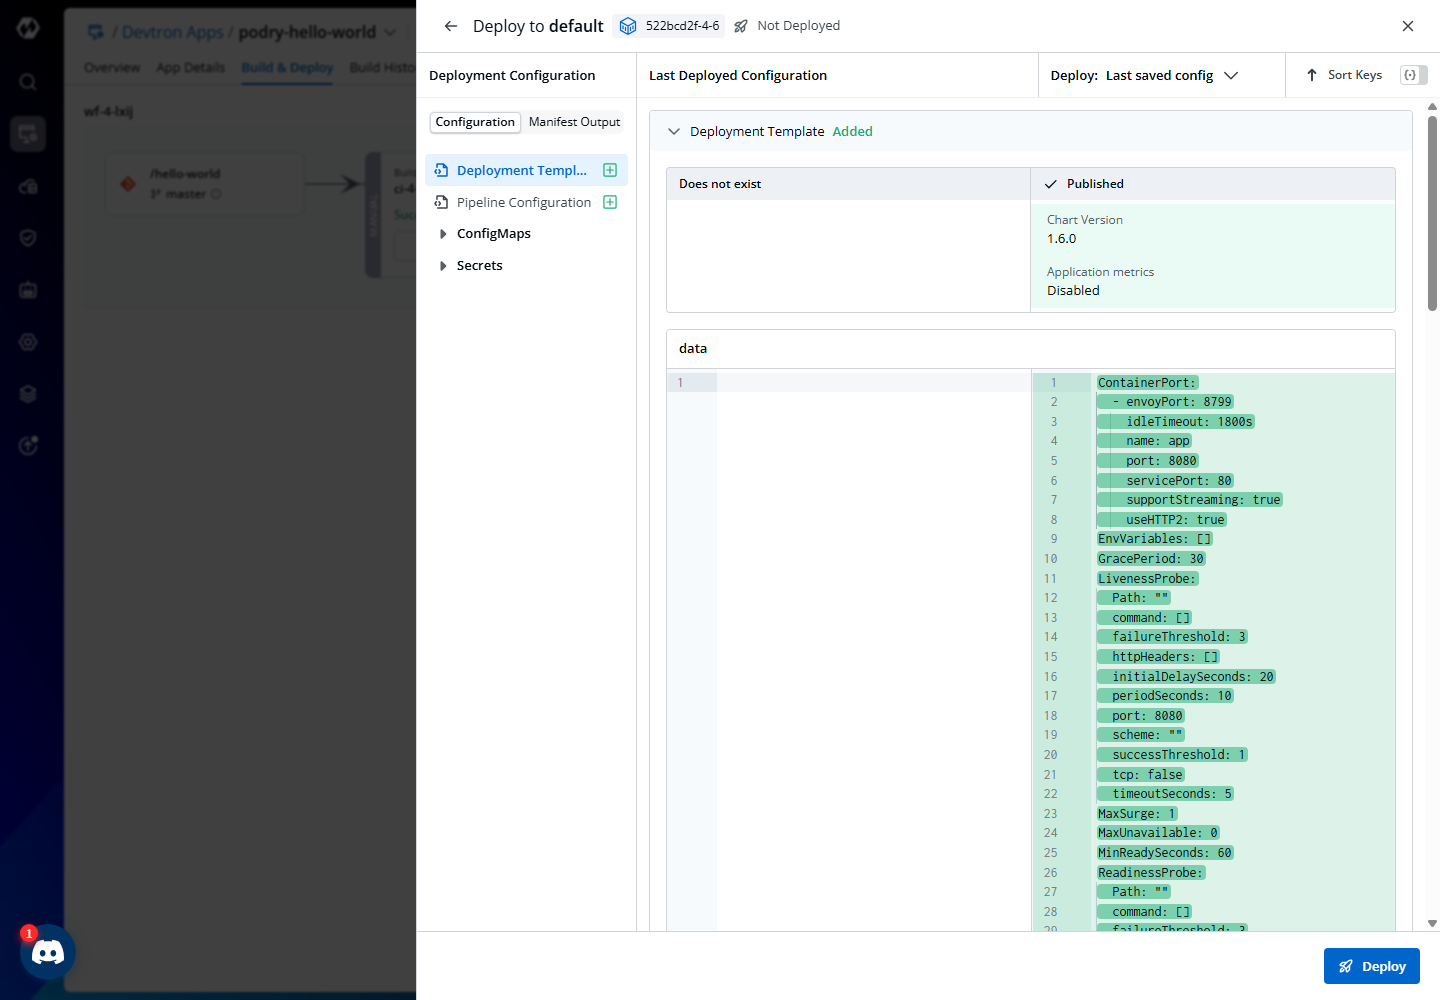 Deploy to default 522bcd2f-4-6 Not Deployed
/ Devtron Apps / podry-hello-world
Overview App Details Build & Deploy Build Histo
wf-4-lxij
/hello-world
master
Deployment Configuration
Configuration Manifest Output
Deployment Templ...
Pipeline Configuration
ConfigMaps
Secrets
Last Deployed Configuration
Deploy: Last saved config
Sort Keys
Deployment Template Added
Does not exist
Published
Chart Version
1.6.0
Application metrics
Disabled
data
1
1 ContainerPort:
2 - envoyPort: 8799
3 idleTimeout: 1800s
4 name: app
5 port: 8080
6 servicePort: 80
7 supportStreaming: true
8 useHTTP2: true
9 EnvVariables: []
10 GracePeriod: 30
11 LivenessProbe:
12 Path: ""
13 command: []
14 failureThreshold: 3
15 httpHeaders: []
16 initialDelaySeconds: 20
17 periodSeconds: 10
18 port: 8080
19 scheme: ""
20 successThreshold: 1
21 tcp: false
22 timeoutSeconds: 5
23 MaxSurge: 1
24 MaxUnavailable: 0
25 MinReadySeconds: 60
26 ReadinessProbe:
27 Path: ""
28 command: []
29 failureThreshold: 3
1
Deploy